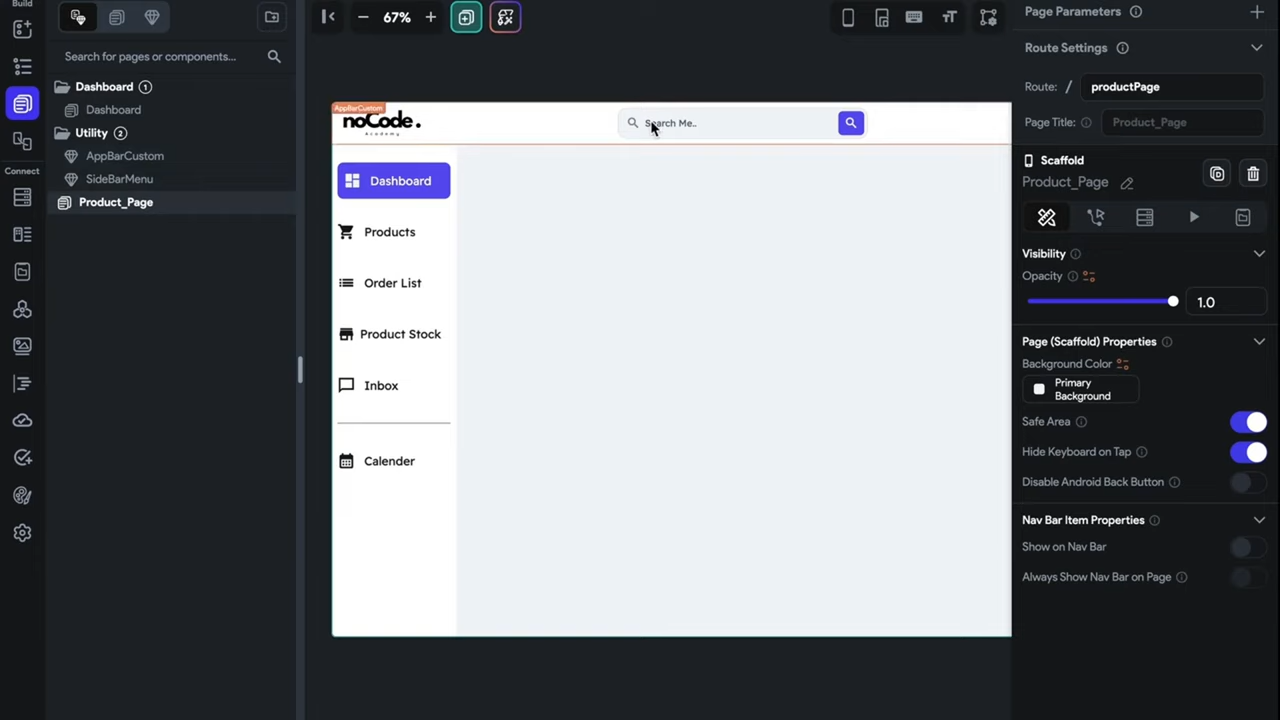 Build
67%
Page Parameters
Search for pages or components...
Route Settings
Dashboard 1
Route: / productPage
Dashboard
AppBarCustom
noCode.
Academy
Search Me..
Page Title: Product_Page
Utility 2
AppBarCustom
Scaffold
Connect
SideBarMenu
Dashboard
Product_Page
Product_Page
Products
Visibility
Opacity
Order List
1.0
Product Stock
Page (Scaffold) Properties
Background Color
Inbox
Primary
Background
Safe Area
Hide Keyboard on Tap
Calender
Disable Android Back Button
Nav Bar Item Properties
Show on Nav Bar
Always Show Nav Bar on Page